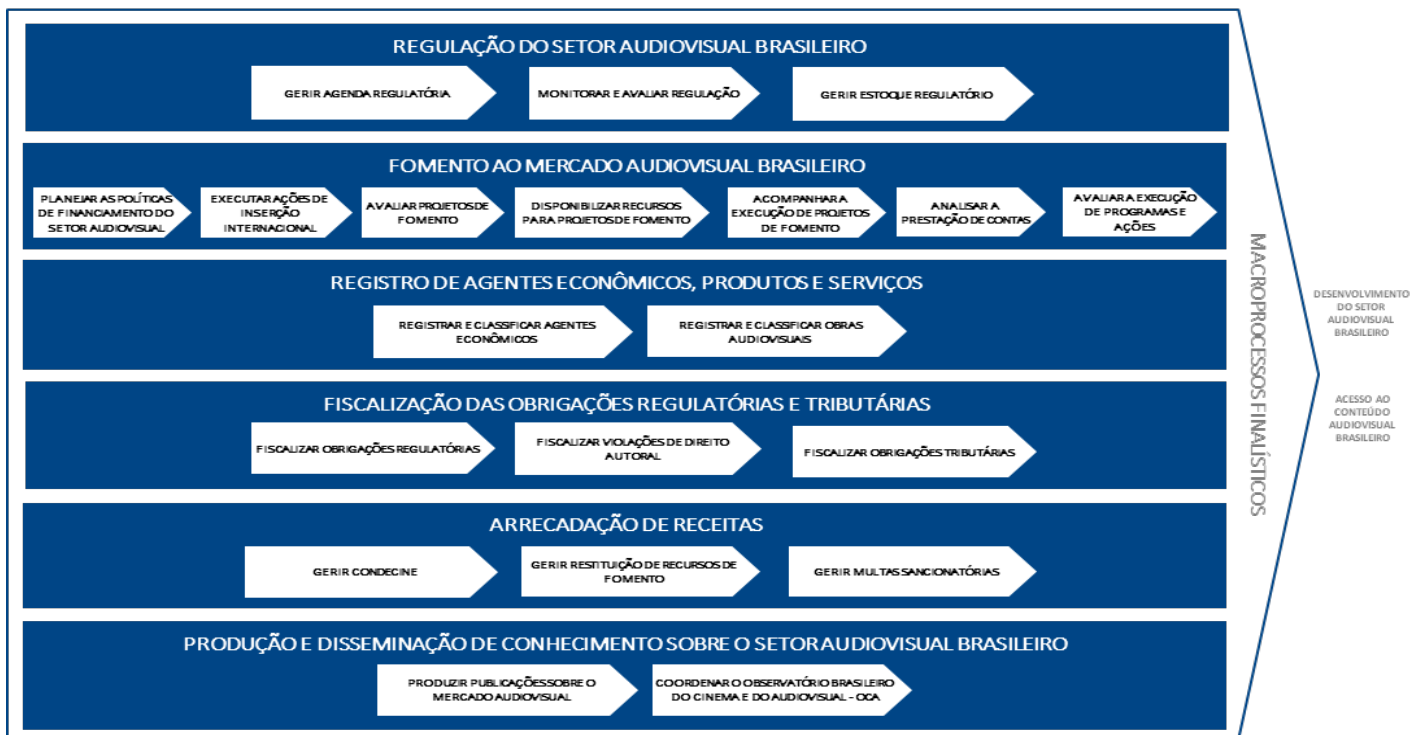 REGULAÇÃO DO SETOR AUDIOVISUAL BRASILEIRO
GERIR AGENDA REGULATÓRIA
MONITORAR E AVALIAR REGULAÇÃO
GERIR ESTOQUE REGULATÓRIO
FOMENTO AO MERCADO AUDIOVISUAL BRASILEIRO
PLANEJAR AS POLÍTICAS
DE FINANCIAMENTO DO
SETOR AUDIOVISUAL
EXECUTAR AÇÕES DE
INSERÇÃO
INTERNACIONAL
AVALIAR PROJETOS DE
FOMENTO
DISPONIBILIZAR RECURSOS
PARA PROJETOS DE FOMENTO
ACOMPANHAR A
EXECUÇÃO DE PROJETOS
DE FOMENTO
ANALISAR A
PRESTAÇÃO DE CONTAS
AVALIAR A EXECUÇÃO
DE PROGRAMAS E
AÇÕES
REGISTRO DE AGENTES ECONÔMICOS, PRODUTOS E SERVIÇOS
REGISTRAR E CLASSIFICAR AGENTES
ECONÔMICOS
REGISTRAR E CLASSIFICAR OBRAS
AUDIOVISUAIS
FISCALIZAÇÃO DAS OBRIGAÇÕES REGULATÓRIAS E TRIBUTÁRIAS
FISCALIZAR OBRIGAÇÕES REGULATÓRIAS
FISCALIZAR VIOLAÇÕES DE DIREITO
AUTORAL
FISCALIZAR OBRIGAÇÕES TRIBUTÁRIAS
ARRECADAÇÃO DE RECEITAS
GERIR CONDECINE
GERIR RESTITUIÇÃO DE RECURSOS DE
FOMENTO
GERIR MULTAS SANCIONATÓRIAS
PRODUÇÃO E DISSEMINAÇÃO DE CONHECIMENTO SOBRE O SETOR AUDIOVISUAL BRASILEIRO
PRODUZIR PUBLICAÇÕES SOBRE O
MERCADO AUDIOVISUAL
COORDENAR O OBSERVATÓRIO BRASILEIRO
DO CINEMA E DO AUDIOVISUAL - OCA
MACROPROCESSOS FINALÍSTICOS
DESENVOLVIMENTO
DO SETOR
AUDIOVISUAL
BRASILEIRO
ACESSO AO
CONTEÚDO
AUDIOVISUAL
BRASILEIRO